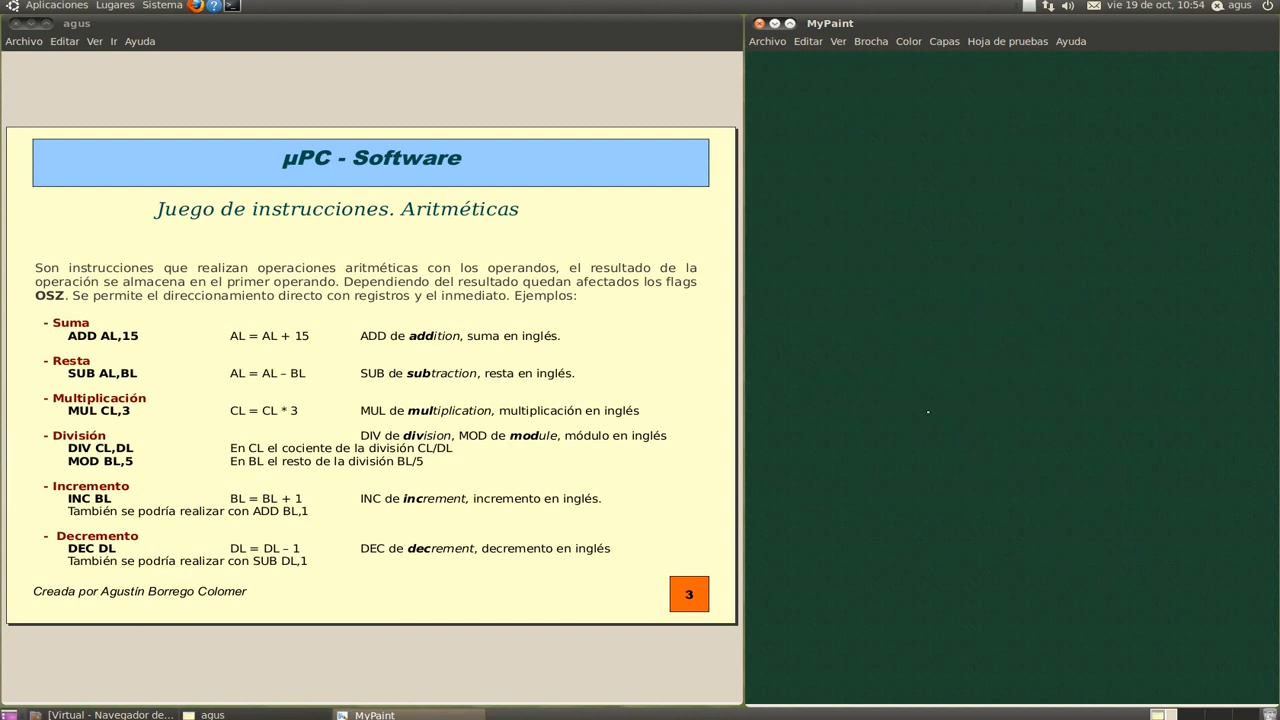 Aplicaciones Lugares Sistema vie 19 de oct, 10:54 agus
agus
Archivo Editar Ver Ir Ayuda
MyPaint
Archivo Editar Ver Brocha Color Capas Hoja de pruebas Ayuda
µPC - Software
Juego de instrucciones. Aritméticas
Son instrucciones que realizan operaciones aritméticas con los operandos, el resultado de la
operación se almacena en el primer operando. Dependiendo del resultado quedan afectados los flags
OSZ. Se permite el direccionamiento directo con registros y el inmediato. Ejemplos:
- Suma
ADD AL,15 AL = AL + 15 ADD de addition, suma en inglés.
- Resta
SUB AL,BL AL = AL – BL SUB de subtraction, resta en inglés.
- Multiplicación
MUL CL,3 CL = CL * 3 MUL de multiplication, multiplicación en inglés
- División DIV de division, MOD de module, módulo en inglés
DIV CL,DL En CL el cociente de la división CL/DL
MOD BL,5 En BL el resto de la división BL/5
- Incremento
INC BL BL = BL + 1 INC de increment, incremento en inglés.
También se podría realizar con ADD BL,1
- Decremento
DEC DL DL = DL – 1 DEC de decrement, decremento en inglés
También se podría realizar con SUB DL,1
Creada por Agustín Borrego Colomer
3
[Virtual - Navegador de... agus MyPaint